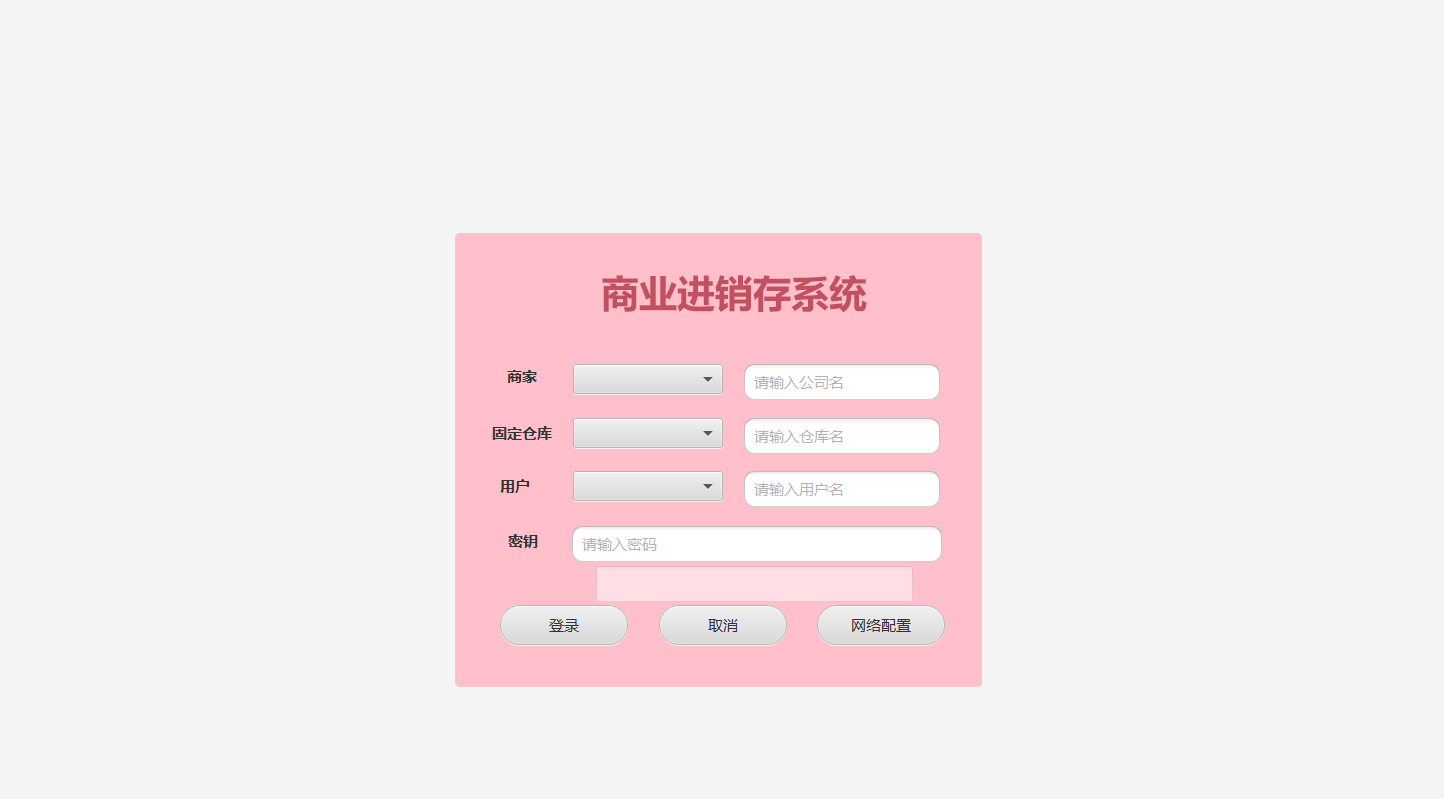 商业进销存系统
商家 请输入公司名
固定仓库 请输入仓库名
用户 请输入用户名
密钥 请输入密码
登录 取消 网络配置